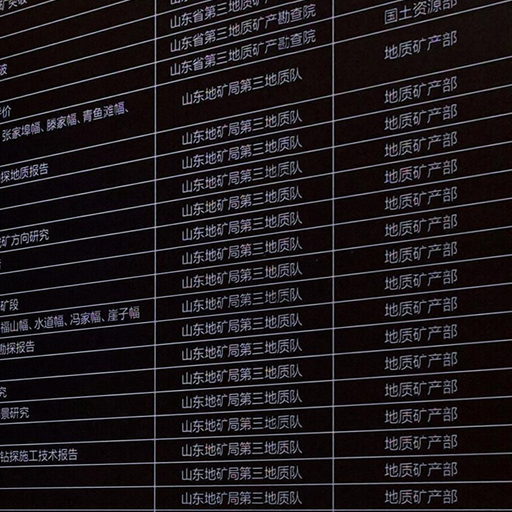 山东省第三地质矿产勘查院 国土资源部
破 山东省第三地质矿产勘查院
评价
张家埠幅、滕家幅、青鱼滩幅、 山东地矿局第三地质队 地质矿产部
探地质报告 山东地矿局第三地质队 地质矿产部
山东地矿局第三地质队 地质矿产部
山东地矿局第三地质队 地质矿产部
矿方向研究 山东地矿局第三地质队 地质矿产部
山东地矿局第三地质队 地质矿产部
山东地矿局第三地质队 地质矿产部
矿段 山东地矿局第三地质队 地质矿产部
福山幅、水道幅、冯家幅、崖子幅 山东地矿局第三地质队 地质矿产部
勘探报告 山东地矿局第三地质队 地质矿产部
山东地矿局第三地质队 地质矿产部
究 山东地矿局第三地质队 地质矿产部
景研究 山东地矿局第三地质队 地质矿产部
山东地矿局第三地质队 地质矿产部
钻探施工技术报告 山东地矿局第三地质队 地质矿产部
山东地矿局第三地质队 地质矿产部
山东地矿局第三地质队 地质矿产部